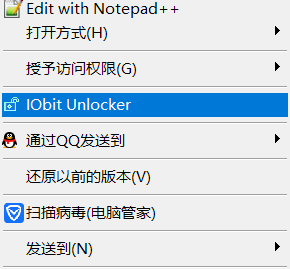 Edit with Notepad++
打开方式(H)
授予访问权限(G)
IObit Unlocker
通过QQ发送到
还原以前的版本(V)
扫描病毒(电脑管家)
发送到(N)